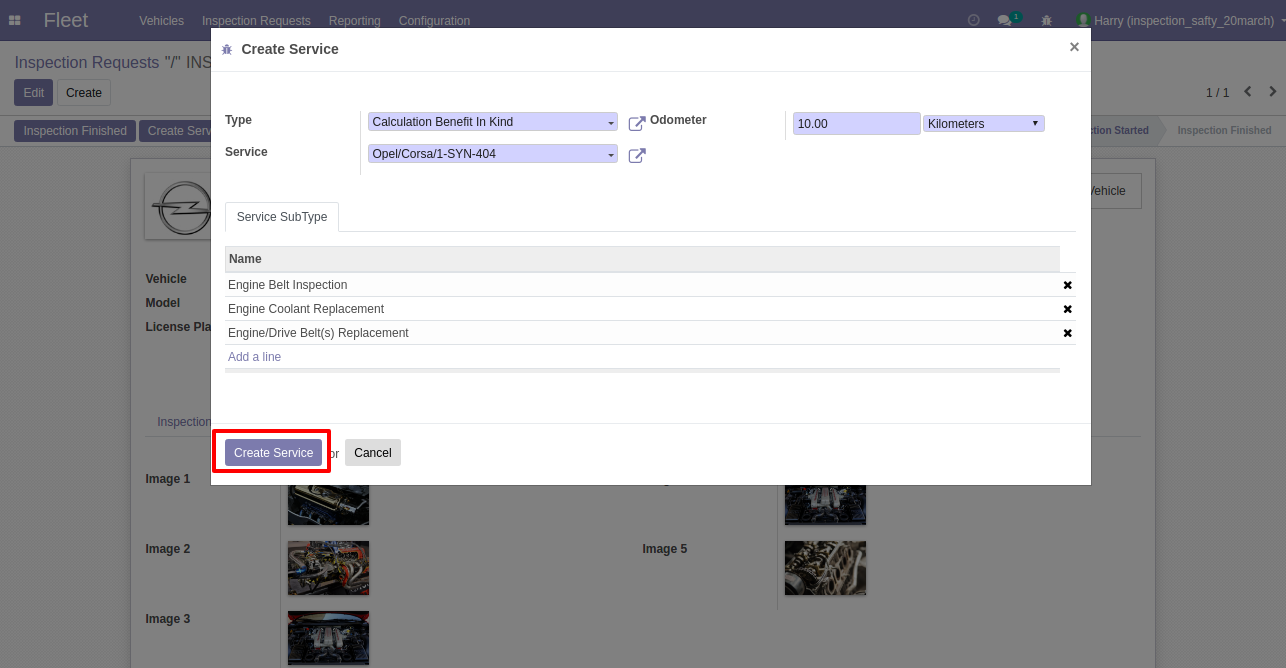 Fleet
Vehicles Inspection Requests Reporting Configuration
1 Harry (inspection_safty_20march)
Inspection Requests "/" INS
Edit Create
1 / 1
Inspection Finished Create Serv
ction Started Inspection Finished
Vehicle
Vehicle
Model
License Pla
Inspection
Create Service
×
Type Calculation Benefit In Kind
Odometer 10.00 Kilometers
Service Opel/Corsa/1-SYN-404
Service SubType
Name
Engine Belt Inspection
Engine Coolant Replacement
Engine/Drive Belt(s) Replacement
Add a line
Create Service or Cancel
Image 1
Image 2 Image 5
Image 3